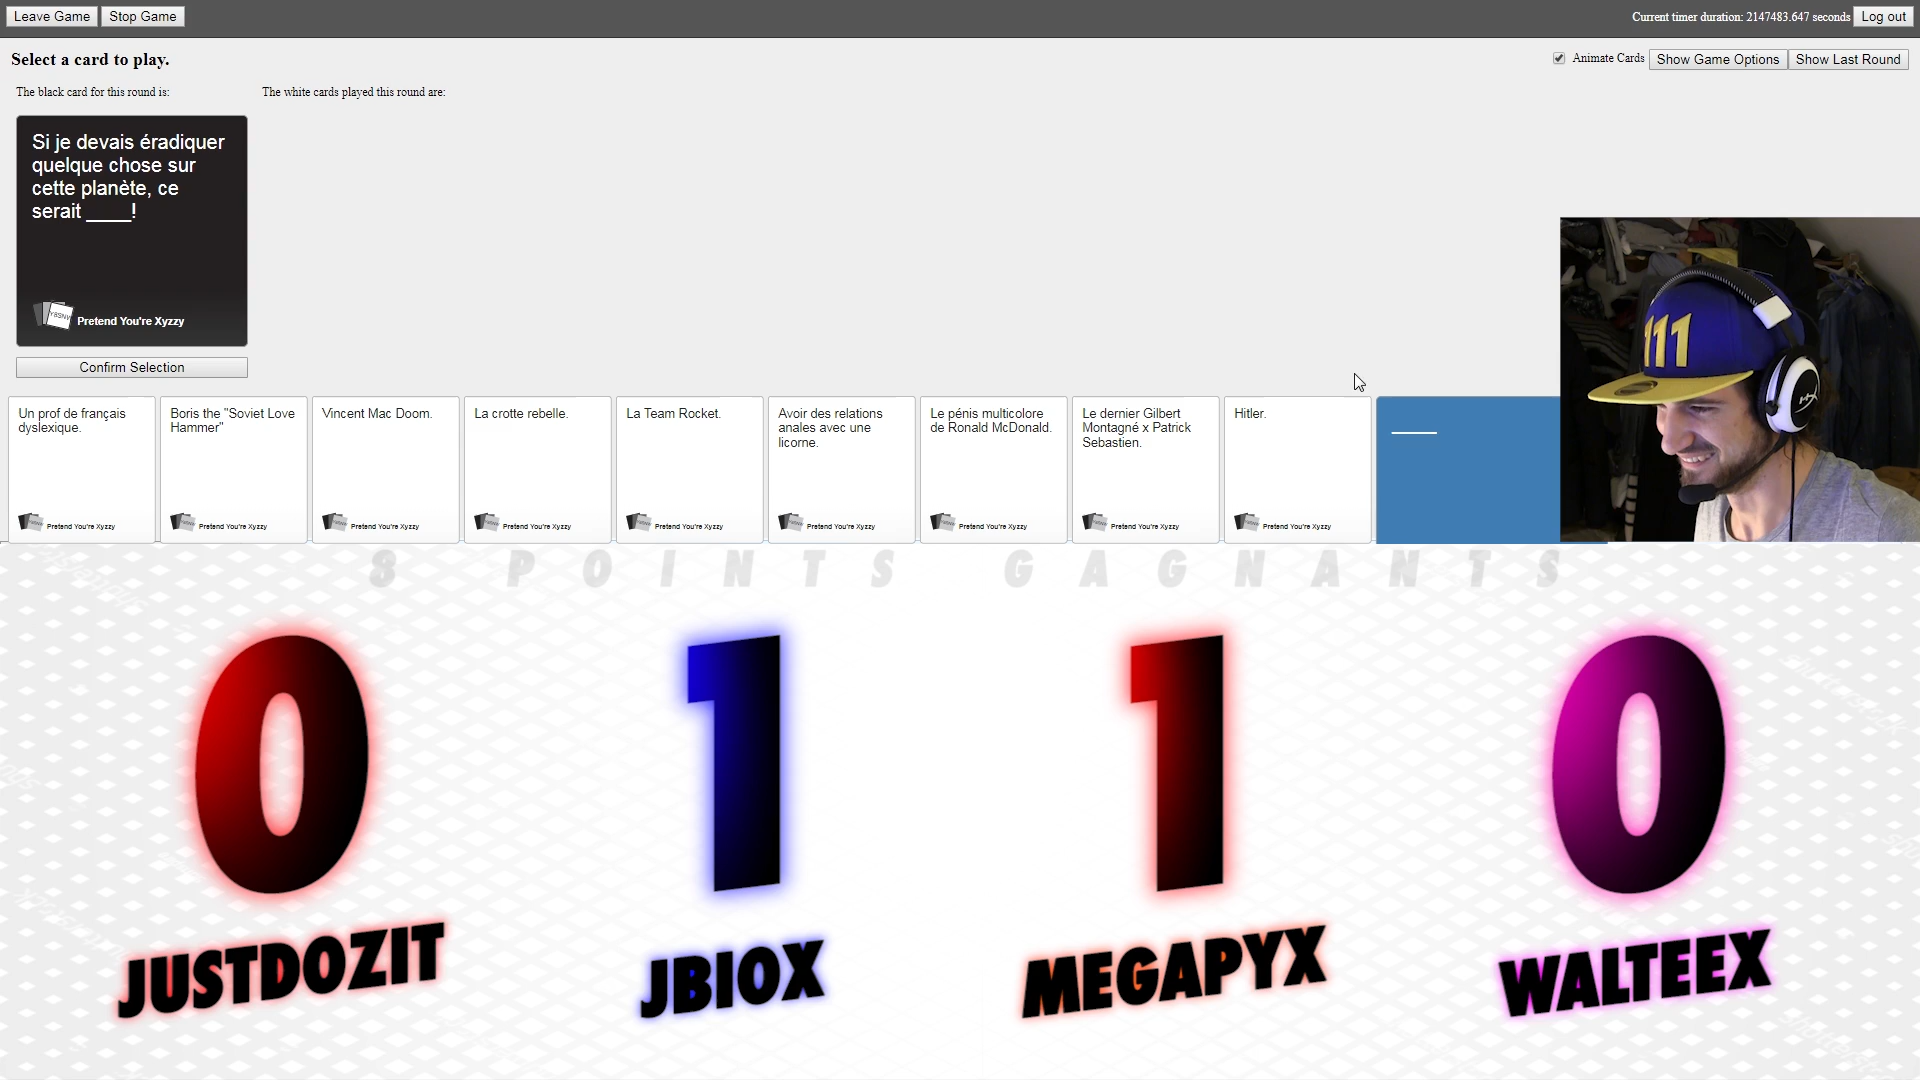 Leave Game
Stop Game
Current timer duration: 2147483.647 seconds
Log out
Select a card to play.
Animate Cards
Show Game Options
Show Last Round
The black card for this round is:
The white cards played this round are:
Si je devais éradiquer
quelque chose sur
cette planète, ce
serait ____!
Pretend You're Xyzzy
Confirm Selection
111
Un prof de français
dyslexique.
Pretend You're Xyzzy
Boris the "Soviet Love
Hammer"
Pretend You're Xyzzy
Vincent Mac Doom.
Pretend You're Xyzzy
La crotte rebelle.
Pretend You're Xyzzy
La Team Rocket.
Pretend You're Xyzzy
Avoir des relations
anales avec une
licorne.
Pretend You're Xyzzy
Le pénis multicolore
de Ronald McDonald.
Pretend You're Xyzzy
Le dernier Gilbert
Montagné x Patrick
Sebastien.
Pretend You're Xyzzy
Hitler.
Pretend You're Xyzzy
____
8 POINTS GAGNANTS
0
1
1
0
JUSTDOZIT
JBIOX
MEGAPYX
WALTEEX